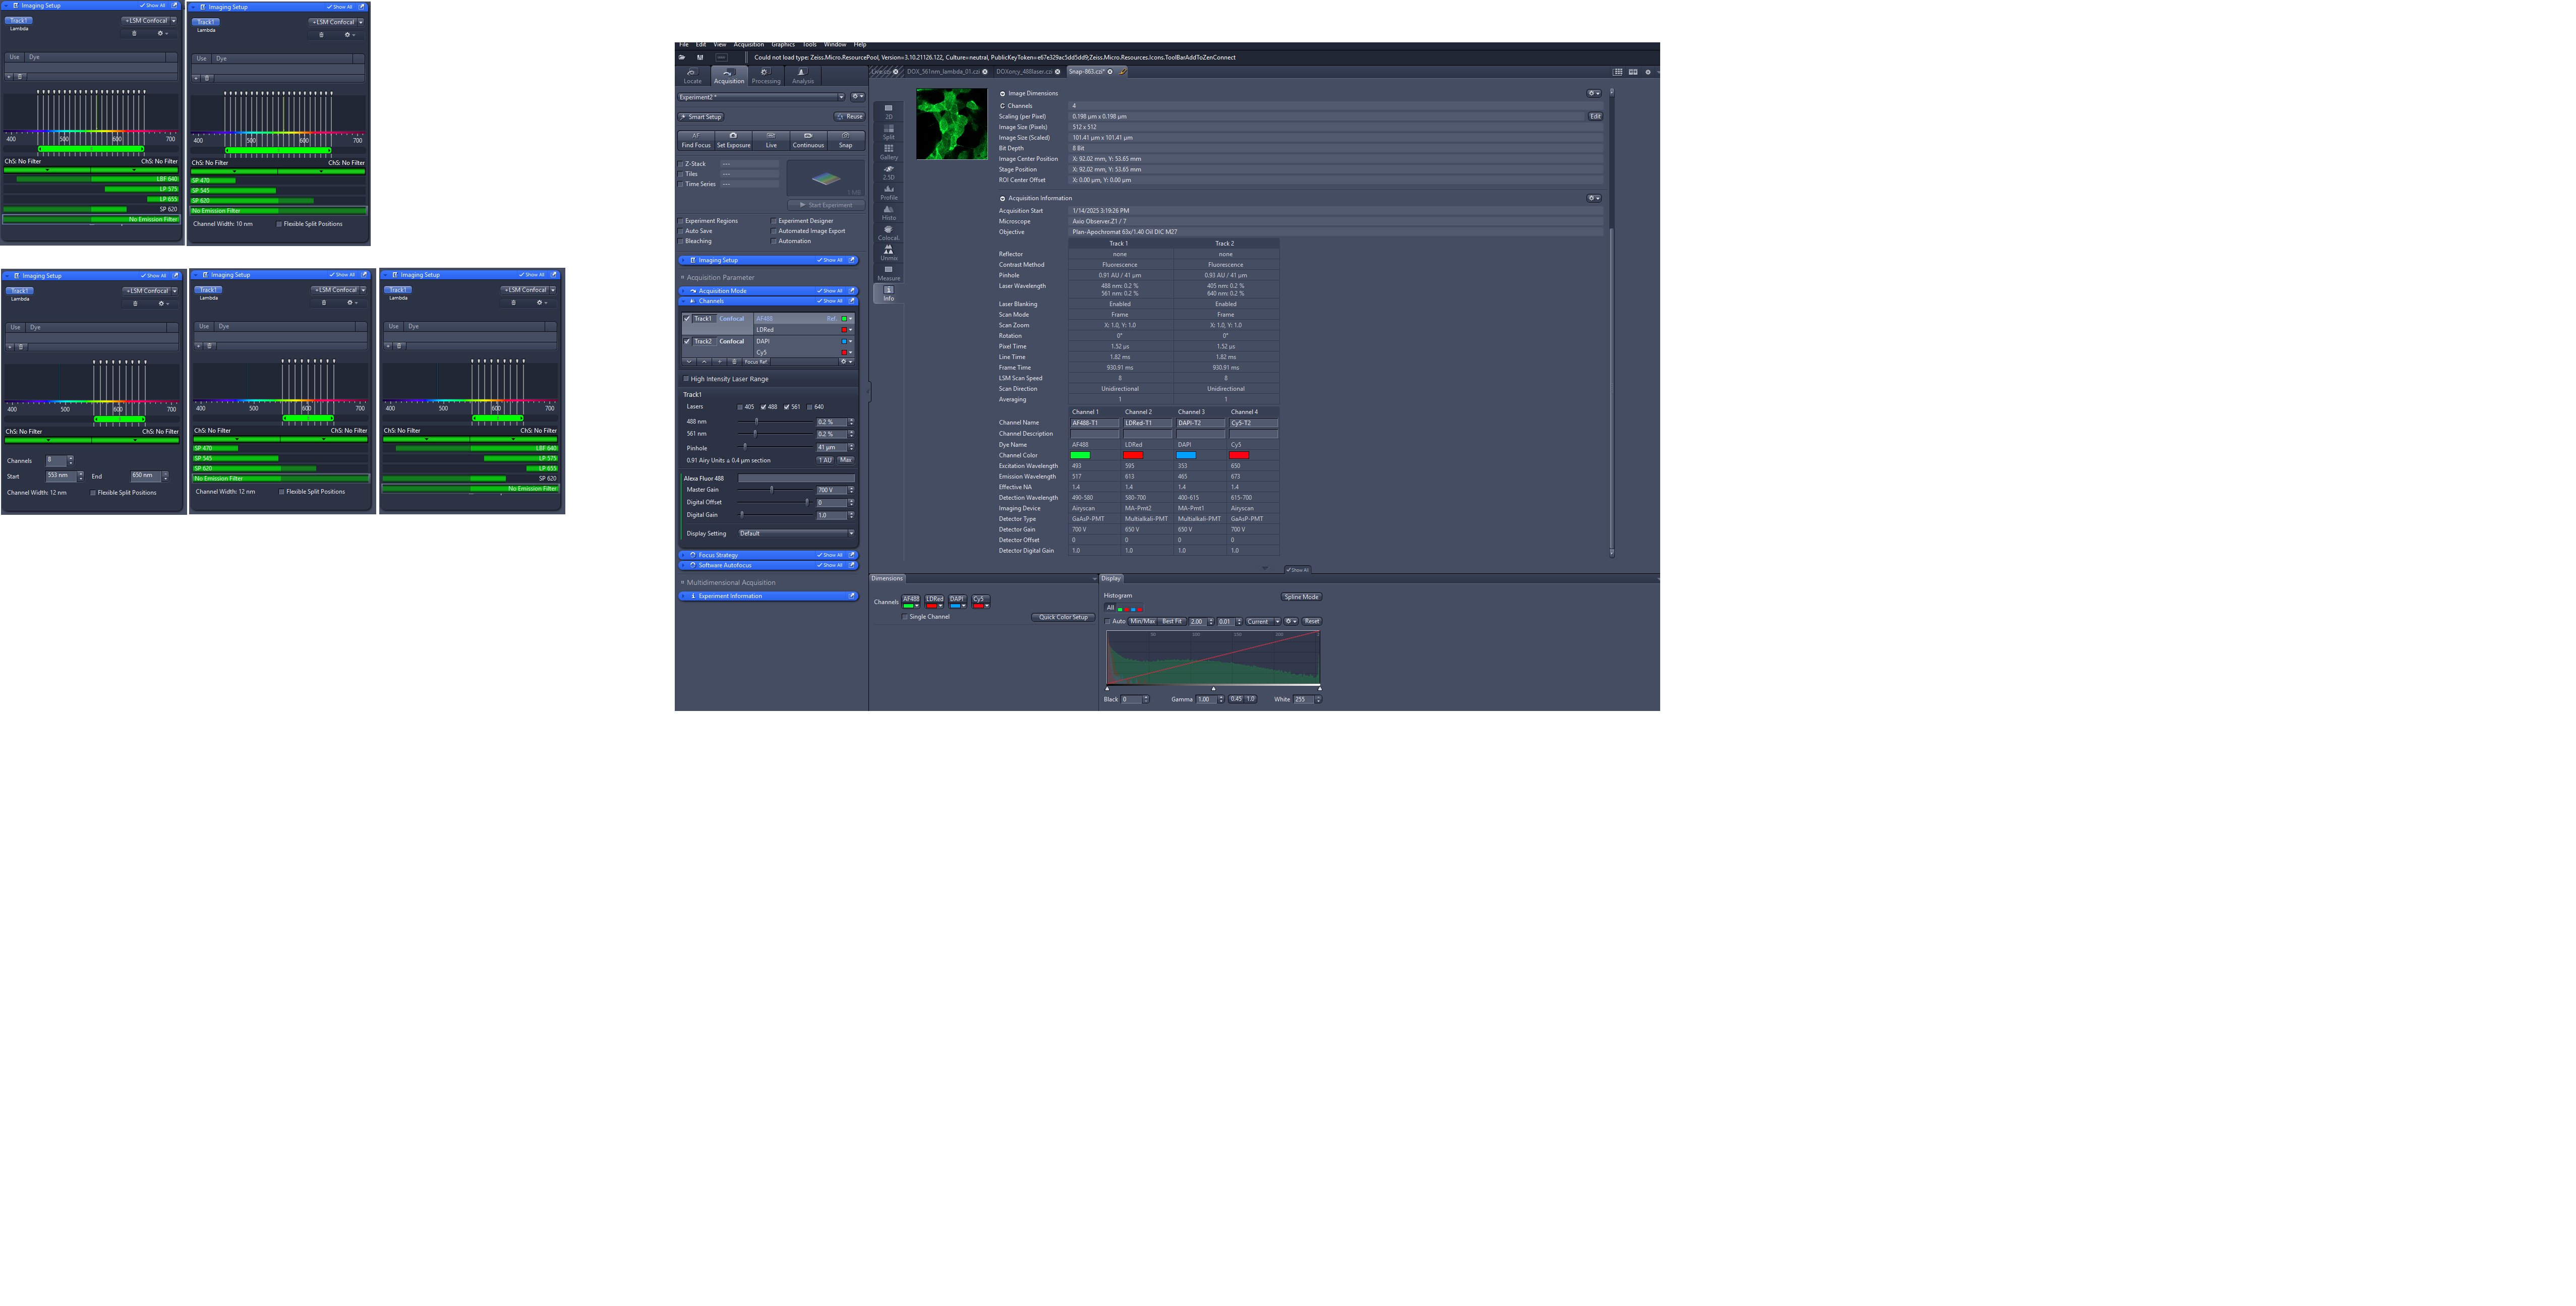 Imaging Setup
Show All
Track1
Lambda
+LSM Confocal
Use Dye
400 500 600 700
ChS: No Filter ChS: No Filter
LBF 640
LP 575
LP 655
SP 620
No Emission Filter
Imaging Setup
Show All
Track1
Lambda
+LSM Confocal
Use Dye
400 500 600 700
ChS: No Filter ChS: No Filter
SP 470
SP 545
SP 620
No Emission Filter
Channel Width: 10 nm Flexible Split Positions
Imaging Setup
Show All
Track1
Lambda
+LSM Confocal
Use Dye
400 500 600 700
ChS: No Filter ChS: No Filter
Channels 8
Start 553 nm End 650 nm
Channel Width: 12 nm Flexible Split Positions
Imaging Setup
Show All
Track1
Lambda
+LSM Confocal
Use Dye
400 500 600 700
ChS: No Filter ChS: No Filter
SP 470
SP 545
SP 620
No Emission Filter
Channel Width: 12 nm Flexible Split Positions
Imaging Setup
Show All
Track1
Lambda
+LSM Confocal
Use Dye
400 500 600 700
ChS: No Filter ChS: No Filter
LBF 640
LP 575
LP 655
SP 620
No Emission Filter
File Edit View Acquisition Graphics Tools Window Help
Could not load type: Zeiss.Micro.ResourcePool, Version=3.10.21126.122, Culture=neutral, PublicKeyToken=e67e329ac5dd5dd9;Zeiss.Micro.Resources.Icons.ToolBarAddToZenConnect
Locate Acquisition Processing Analysis
Experiment2 *
Smart Setup Reuse
AF
Find Focus Set Exposure Live Continuous Snap
Z-Stack ---
Tiles ---
Time Series ---
Start Experiment
Experiment Regions Experiment Designer
Auto Save Automated Image Export
Bleaching Automation
Imaging Setup Show All
Acquisition Parameter
Acquisition Mode Show All
Channels Show All
Track1 Confocal AF488 Ref.
LDRed
Track2 Confocal DAPI
Cy5
Focus Ref.
High Intensity Laser Range
Track1
Lasers 405 488 561 640
488 nm 0.2 %
561 nm 0.2 %
Pinhole 41 µm
0.91 Airy Units ≙ 0.4 µm section 1 AU Max
Alexa Fluor 488
Master Gain 700 V
Digital Offset 0
Digital Gain 1.0
Display Setting Default
Focus Strategy Show All
Software Autofocus Show All
Multidimensional Acquisition
Experiment Information
DOX_561nm_lambda_01.czi DOXoncy_488laser.czi Snap-863.czi*
2D
Split
Gallery
2.5D
Profile
Histo
Colocal.
Unmix
Measure
Info
Image Dimensions
C Channels 4
Scaling (per Pixel) 0.198 µm x 0.198 µm Edit
Image Size (Pixels) 512 x 512
Image Size (Scaled) 101.41 µm x 101.41 µm
Bit Depth 8 Bit
Image Center Position X: 92.02 mm, Y: 53.65 mm
Stage Position X: 92.02 mm, Y: 53.65 mm
ROI Center Offset X: 0.00 µm, Y: 0.00 µm
Acquisition Information
Acquisition Start 1/14/2025 3:19:26 PM
Microscope Axio Observer.Z1 / 7
Objective Plan-Apochromat 63x/1.40 Oil DIC M27
Track 1 Track 2
Reflector none none
Contrast Method Fluorescence Fluorescence
Pinhole 0.91 AU / 41 µm 0.93 AU / 41 µm
Laser Wavelength 488 nm: 0.2 % 405 nm: 0.2 %
561 nm: 0.2 % 640 nm: 0.2 %
Laser Blanking Enabled Enabled
Scan Mode Frame Frame
Scan Zoom X: 1.0, Y: 1.0 X: 1.0, Y: 1.0
Rotation 0° 0°
Pixel Time 1.52 µs 1.52 µs
Line Time 1.82 ms 1.82 ms
Frame Time 930.91 ms 930.91 ms
LSM Scan Speed 8 8
Scan Direction Unidirectional Unidirectional
Averaging 1 1
Channel 1 Channel 2 Channel 3 Channel 4
Channel Name AF488-T1 LDRed-T1 DAPI-T2 Cy5-T2
Channel Description
Dye Name AF488 LDRed DAPI Cy5
Channel Color
Excitation Wavelength 493 595 353 650
Emission Wavelength 517 613 465 673
Effective NA 1.4 1.4 1.4 1.4
Detection Wavelength 490-580 580-700 400-615 615-700
Imaging Device Airyscan MA-Pmt2 MA-Pmt1 Airyscan
Detector Type GaAsP-PMT Multialkali-PMT Multialkali-PMT GaAsP-PMT
Detector Gain 700 V 650 V 650 V 700 V
Detector Offset 0 0 0 0
Detector Digital Gain 1.0 1.0 1.0 1.0
Show All
Dimensions
Channels AF488 LDRed DAPI Cy5
Single Channel Quick Color Setup
Display
Histogram Spline Mode
All
Auto Min/Max Best Fit 2.00 0.01 Current Reset
Black 0 Gamma 1.00 0.45 1.0 White 255